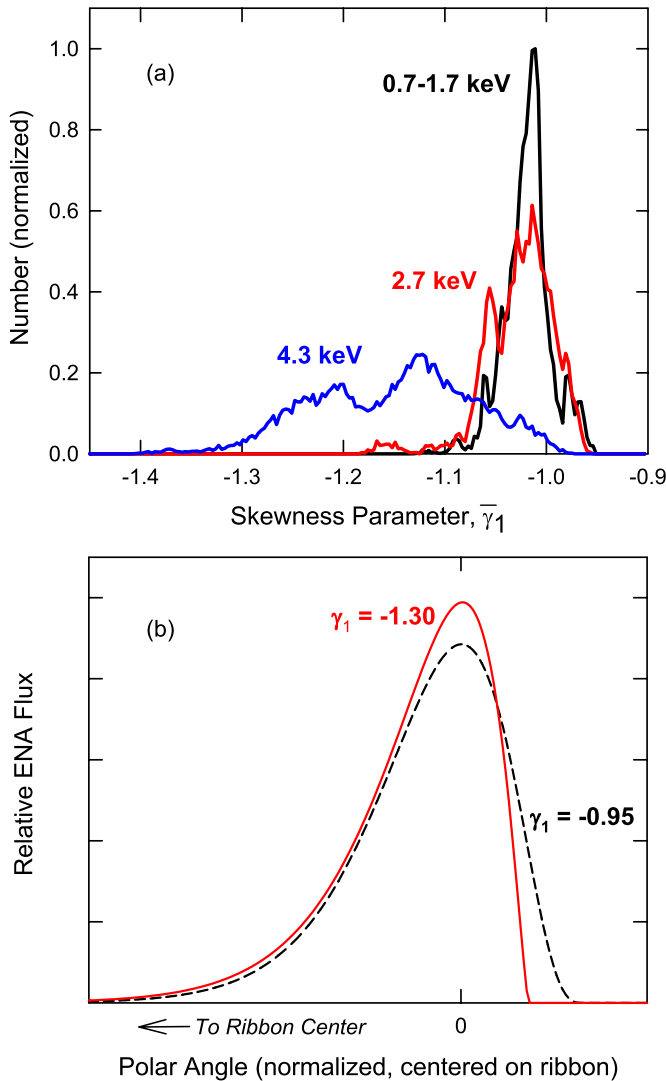 (a)
0.7-1.7 keV
2.7 keV
4.3 keV
1.0
0.8
0.6
0.4
0.2
0.0
Number (normalized)
-1.4 -1.3 -1.2 -1.1 -1.0 -0.9
Skewness Parameter, γ̅1
(b)
γ1 = -1.30
γ1 = -0.95
Relative ENA Flux
To Ribbon Center
0
Polar Angle (normalized, centered on ribbon)